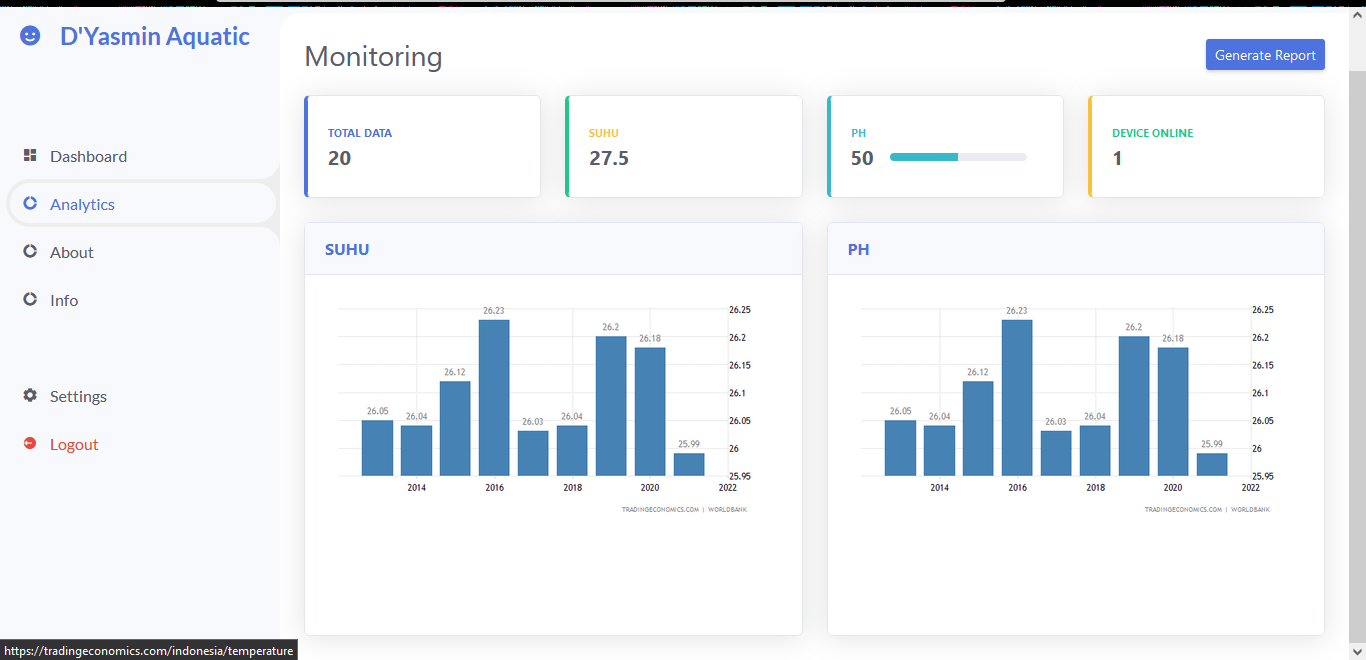 D'Yasmin Aquatic
Dashboard
Analytics
About
Info
Settings
Logout
Monitoring
Generate Report
TOTAL DATA
20
SUHU
27.5
PH
50
DEVICE ONLINE
1
SUHU
26.05
26.04
26.12
26.23
26.03
26.04
26.2
26.18
25.99
26.25
26.2
26.15
26.1
26.05
26
25.95
2014
2016
2018
2020
2022
TRADINGECONOMICS.COM | WORLDBANK
PH
26.05
26.04
26.12
26.23
26.03
26.04
26.2
26.18
25.99
26.25
26.2
26.15
26.1
26.05
26
25.95
2014
2016
2018
2020
2022
TRADINGECONOMICS.COM | WORLDBANK
https://tradingeconomics.com/indonesia/temperature